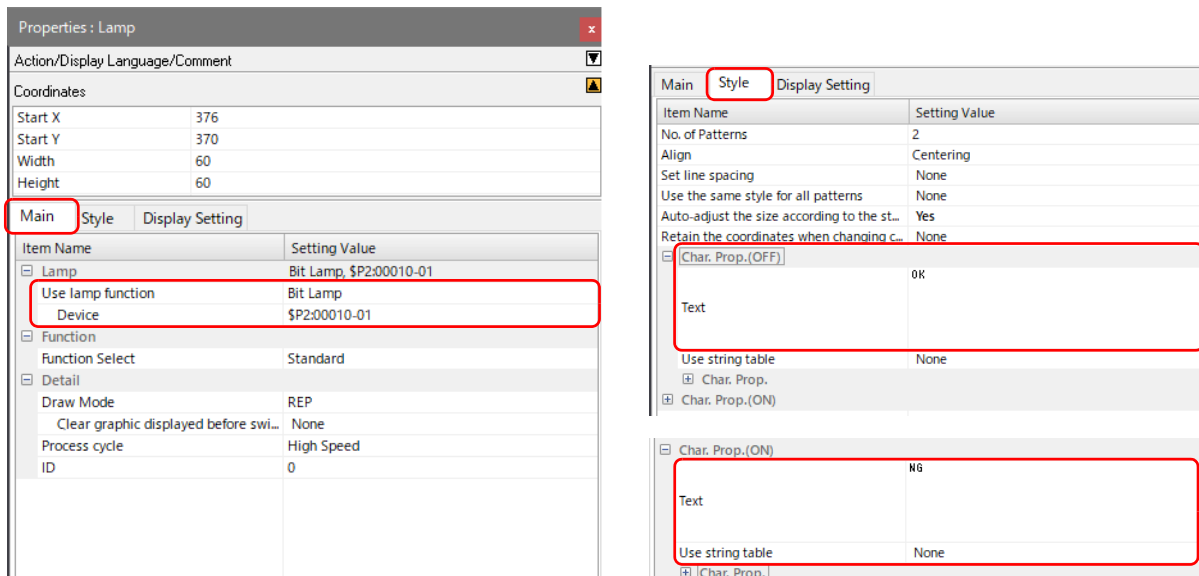 Properties : Lamp x
Action/Display Language/Comment
Coordinates
Start X 376
Start Y 370
Width 60
Height 60
Main Style Display Setting
Item Name Setting Value
Lamp Bit Lamp, $P2:00010-01
Use lamp function Bit Lamp
Device $P2:00010-01
Function
Function Select Standard
Detail
Draw Mode REP
Clear graphic displayed before swi... None
Process cycle High Speed
ID 0
Main Style Display Setting
Item Name Setting Value
No. of Patterns 2
Align Centering
Set line spacing None
Use the same style for all patterns None
Auto-adjust the size according to the st... Yes
Retain the coordinates when changing c... None
Char. Prop.(OFF)
OK
Text
Use string table None
Char. Prop.
Char. Prop.(ON)
Char. Prop.(ON)
NG
Text
Use string table None
Char. Prop.